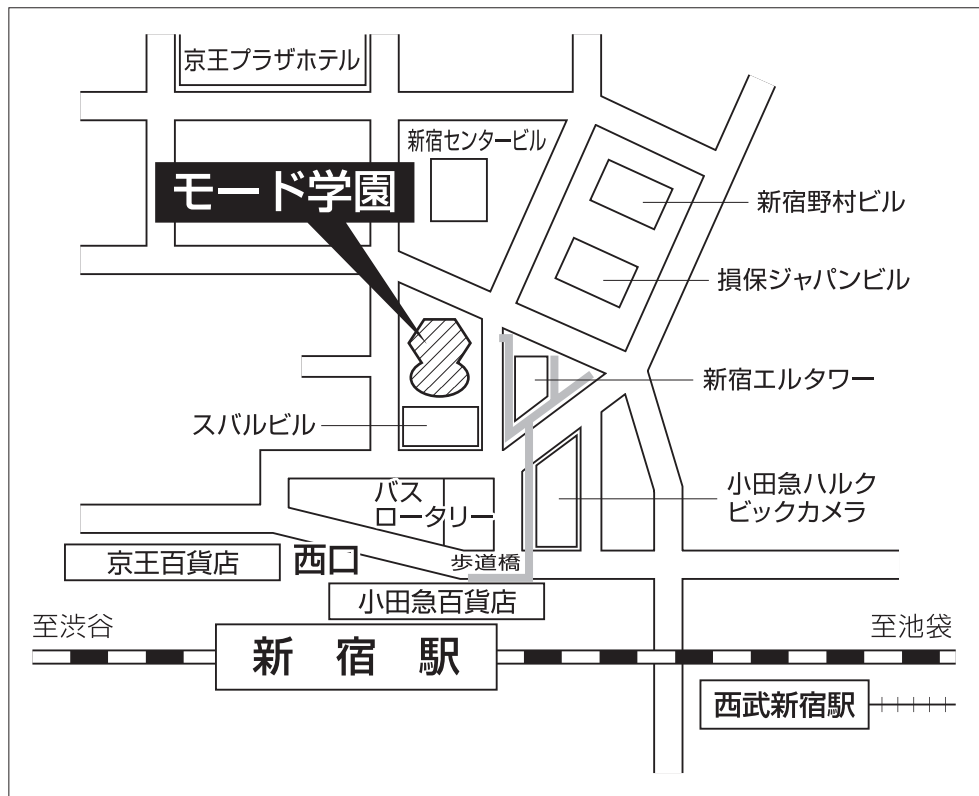 京王プラザホテル
新宿センタービル
モード学園
新宿野村ビル
損保ジャパンビル
新宿エルタワー
スバルビル
小田急ハルク
ビックカメラ
バス
ロータリー
京王百貨店
西口
歩道橋
小田急百貨店
至渋谷
至池袋
新宿駅
西武新宿駅